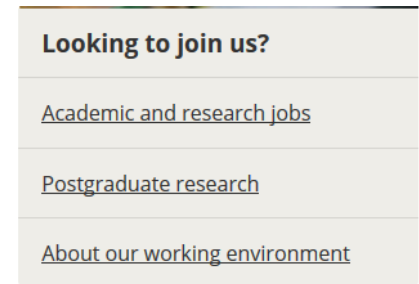 Looking to join us?
Academic and research jobs
Postgraduate research
About our working environment